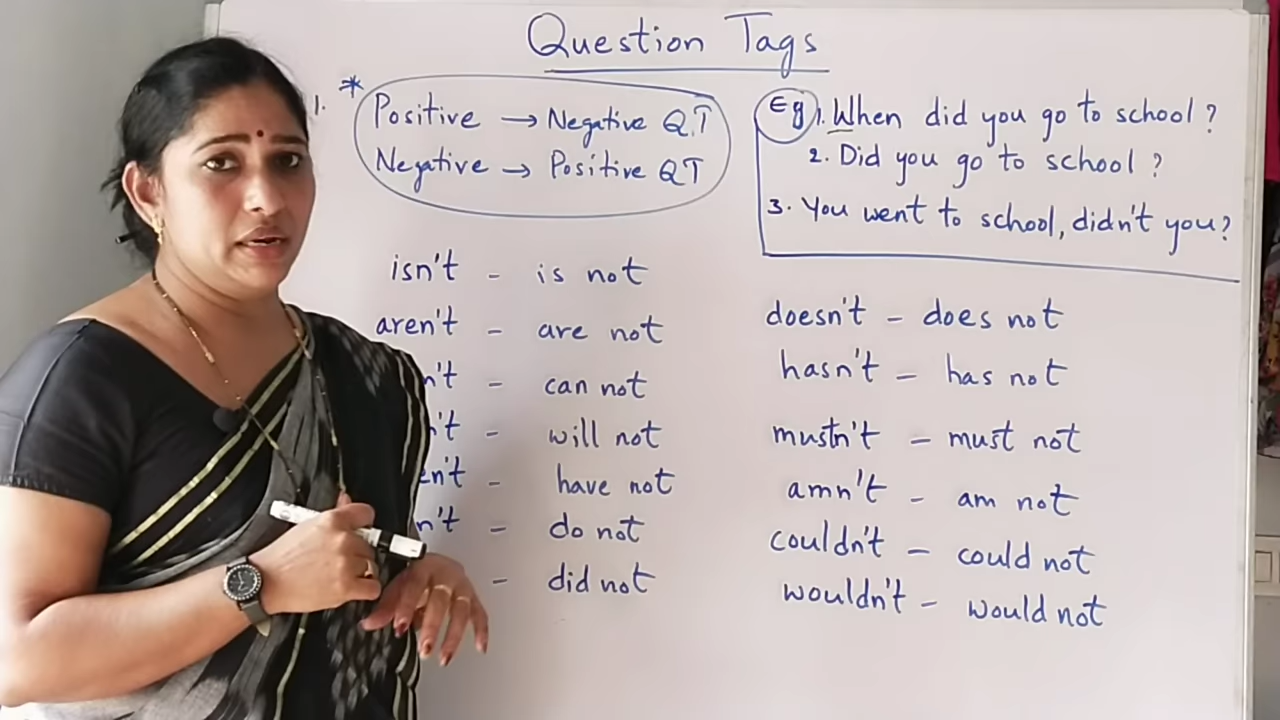 Question Tags
1. * Positive → Negative QT
Negative → Positive QT
Eg 1. When did you go to school ?
2. Did you go to school ?
3. You went to school, didn't you?
isn't - is not
aren't - are not
n't - can not
't - will not
en't - have not
n't - do not
- did not
doesn't - does not
hasn't - has not
mustn't - must not
amn't - am not
couldn't - could not
wouldn't - would not